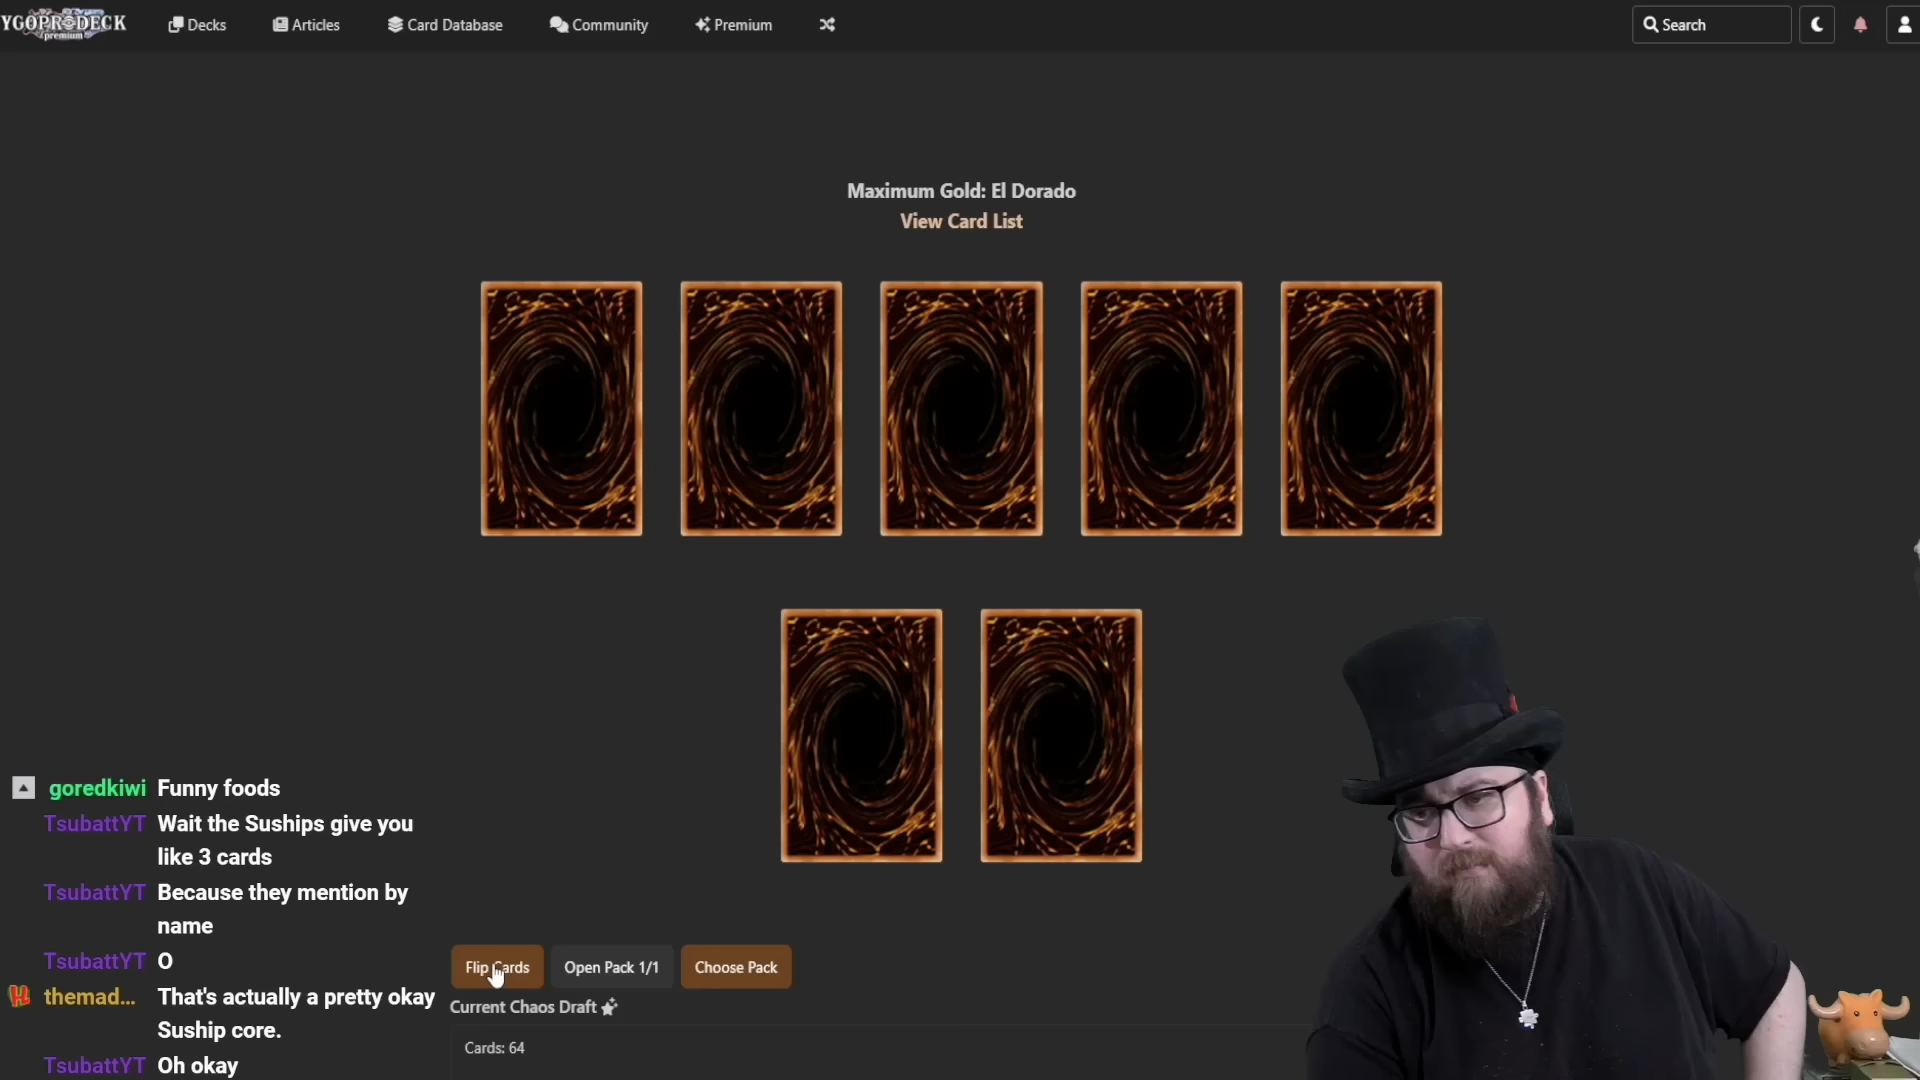 YGOPRODECK
premium
Decks
Articles
Card Database
Community
Premium
Search
Maximum Gold: El Dorado
View Card List
goredkiwi Funny foods
TsubattYT Wait the Suships give you
like 3 cards
TsubattYT Because they mention by
name
TsubattYT O
themad... That's actually a pretty okay
Suship core.
TsubattYT Oh okay
Flip Cards
Open Pack 1/1
Choose Pack
Current Chaos Draft
Cards: 64